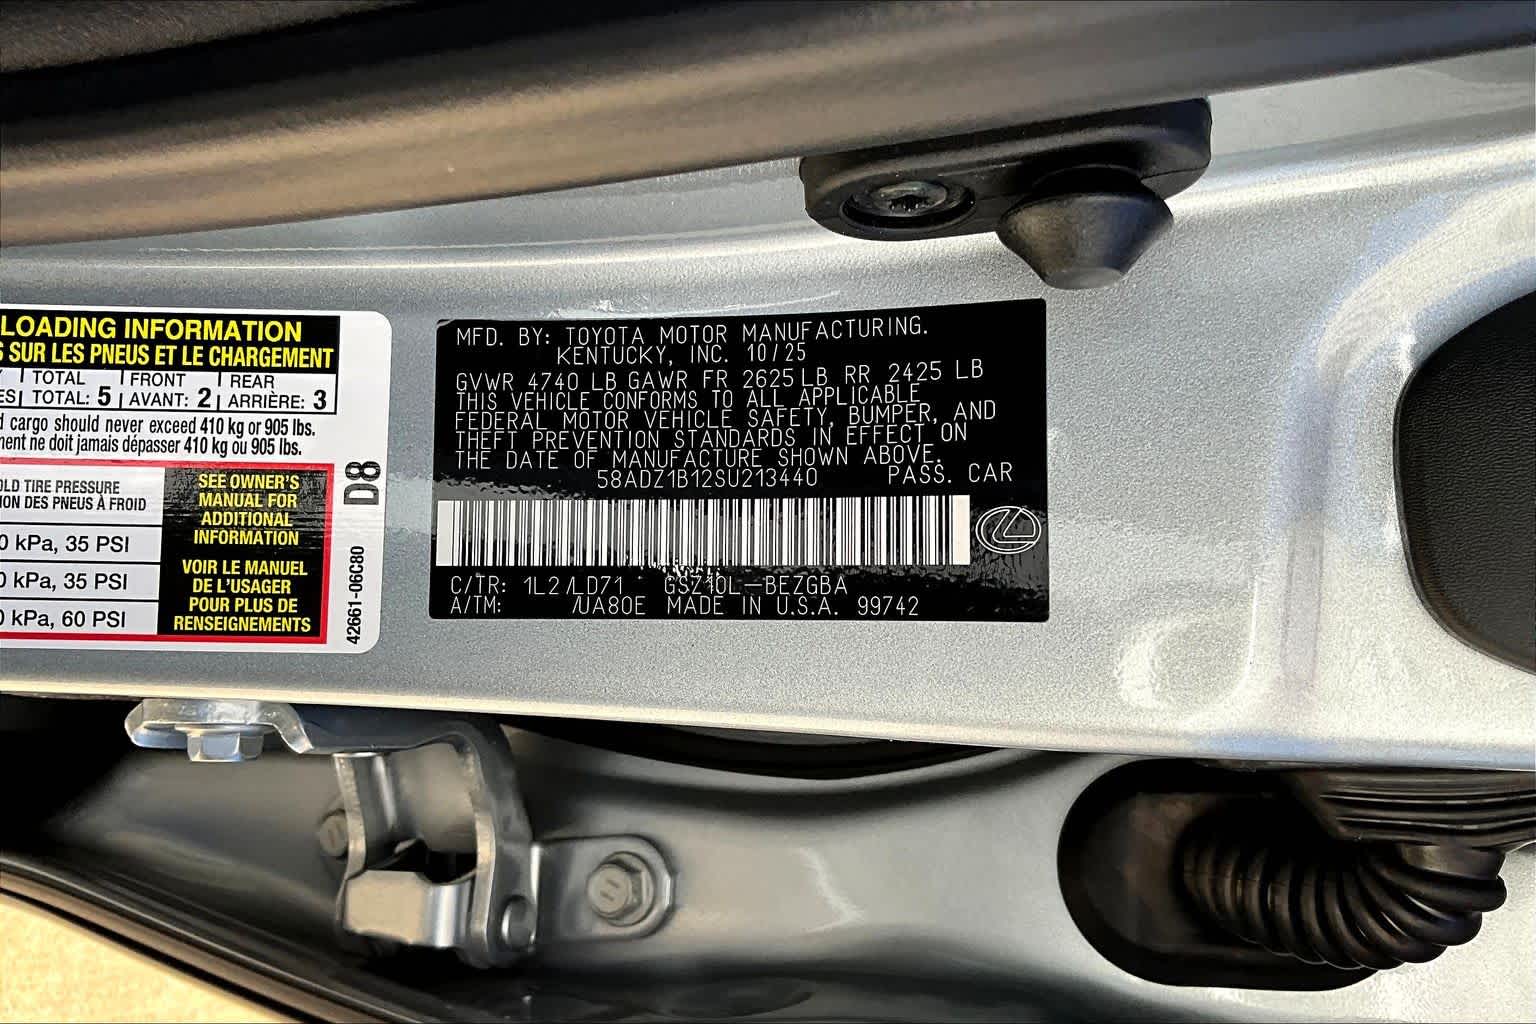 LOADING INFORMATION
SUR LES PNEUS ET LE CHARGEMENT
TOTAL FRONT REAR
TOTAL: 5 AVANT: 2 ARRIÈRE: 3
cargo should never exceed 410 kg or 905 lbs.
ne doit jamais dépasser 410 kg ou 905 lbs.
TIRE PRESSURE
DES PNEUS À FROID
kPa, 35 PSI
kPa, 35 PSI
kPa, 60 PSI
SEE OWNER'S
MANUAL FOR
ADDITIONAL
INFORMATION
VOIR LE MANUEL
DE L'USAGER
POUR PLUS DE
RENSEIGNEMENTS
D8
42661-06C80
MFD. BY: TOYOTA MOTOR MANUFACTURING.
KENTUCKY, INC. 10/25
GVWR 4740 LB GAWR FR 2625 LB RR 2425 LB
THIS VEHICLE CONFORMS TO ALL APPLICABLE
FEDERAL MOTOR VEHICLE SAFETY, BUMPER, AND
THEFT PREVENTION STANDARDS IN EFFECT ON
THE DATE OF MANUFACTURE SHOWN ABOVE.
58ADZ1B12SU213440 PASS. CAR
C/TR: 1L2/LD71 GSZ10L-BEZGBA
A/TM: /UA80E MADE IN U.S.A. 99742